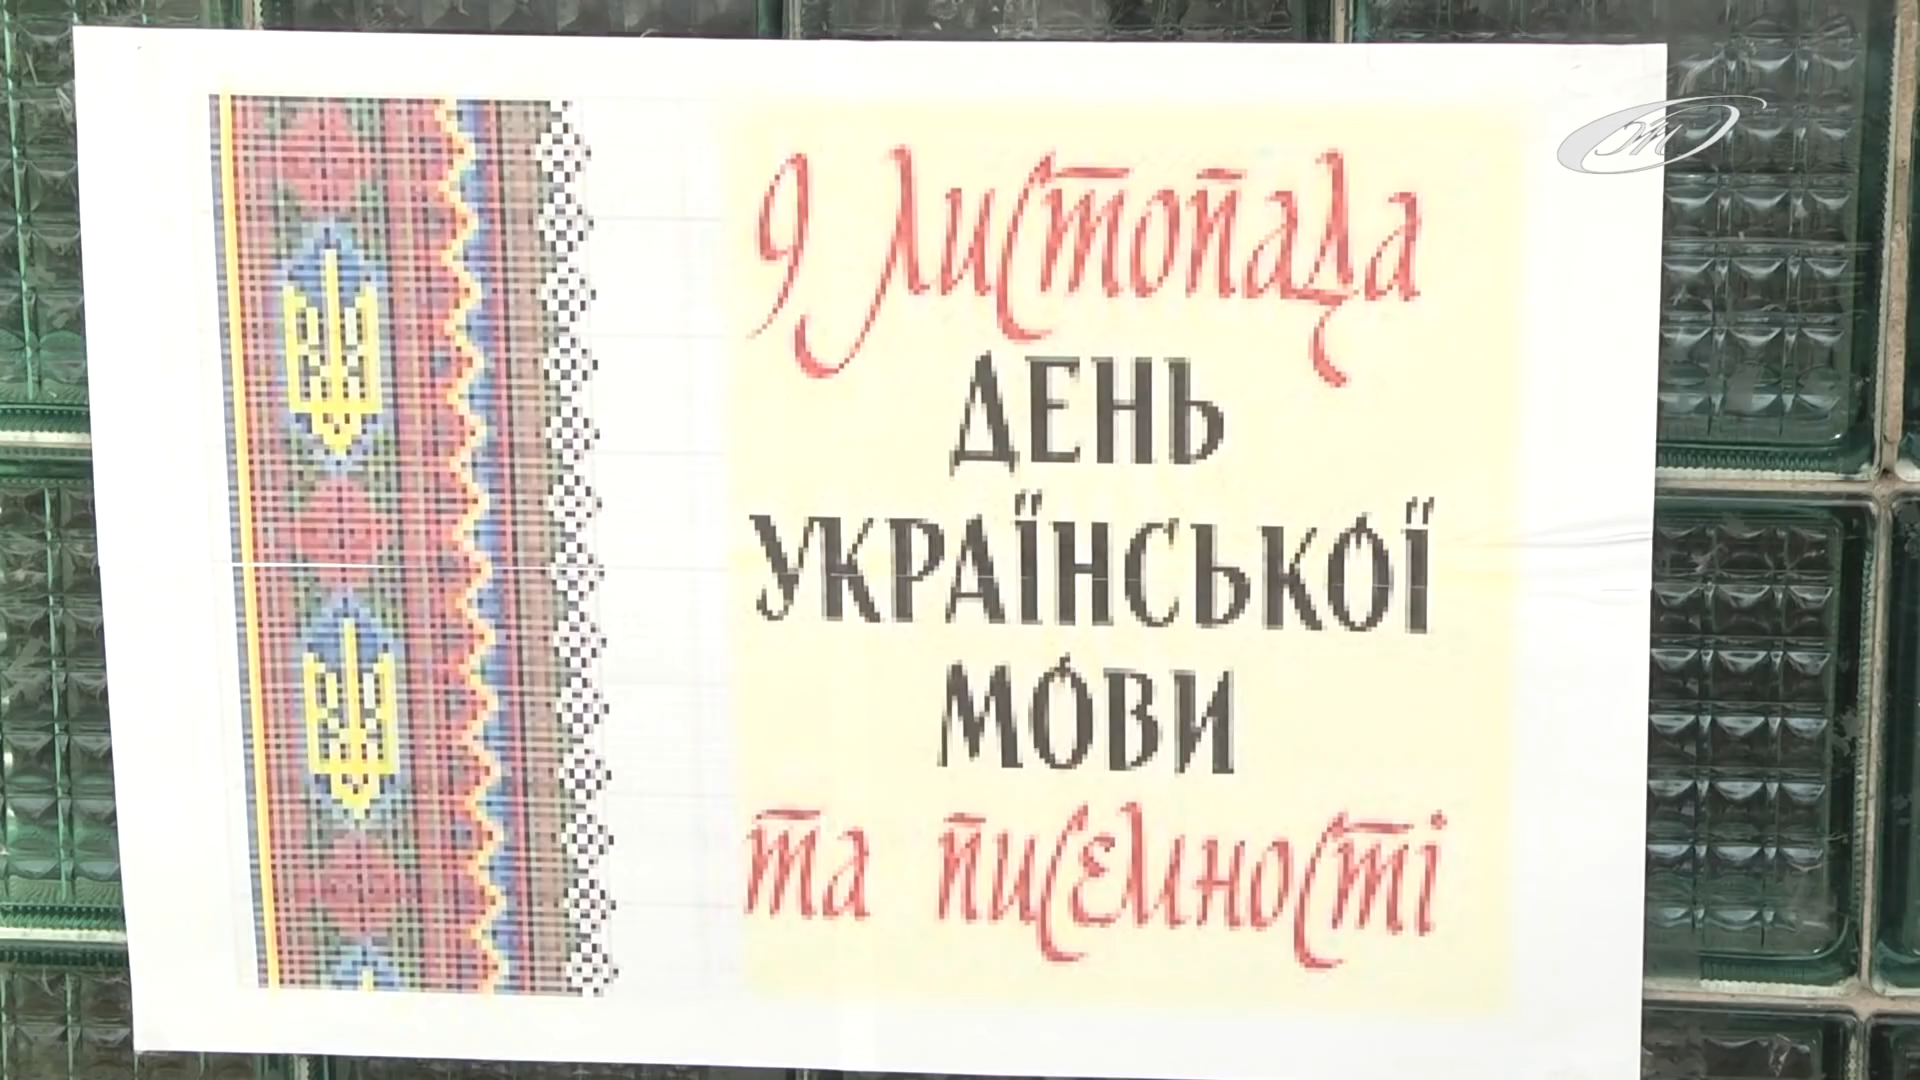 9 листопада
ДЕНЬ
УКРАЇНСЬКОЇ
МОВИ
та писемності